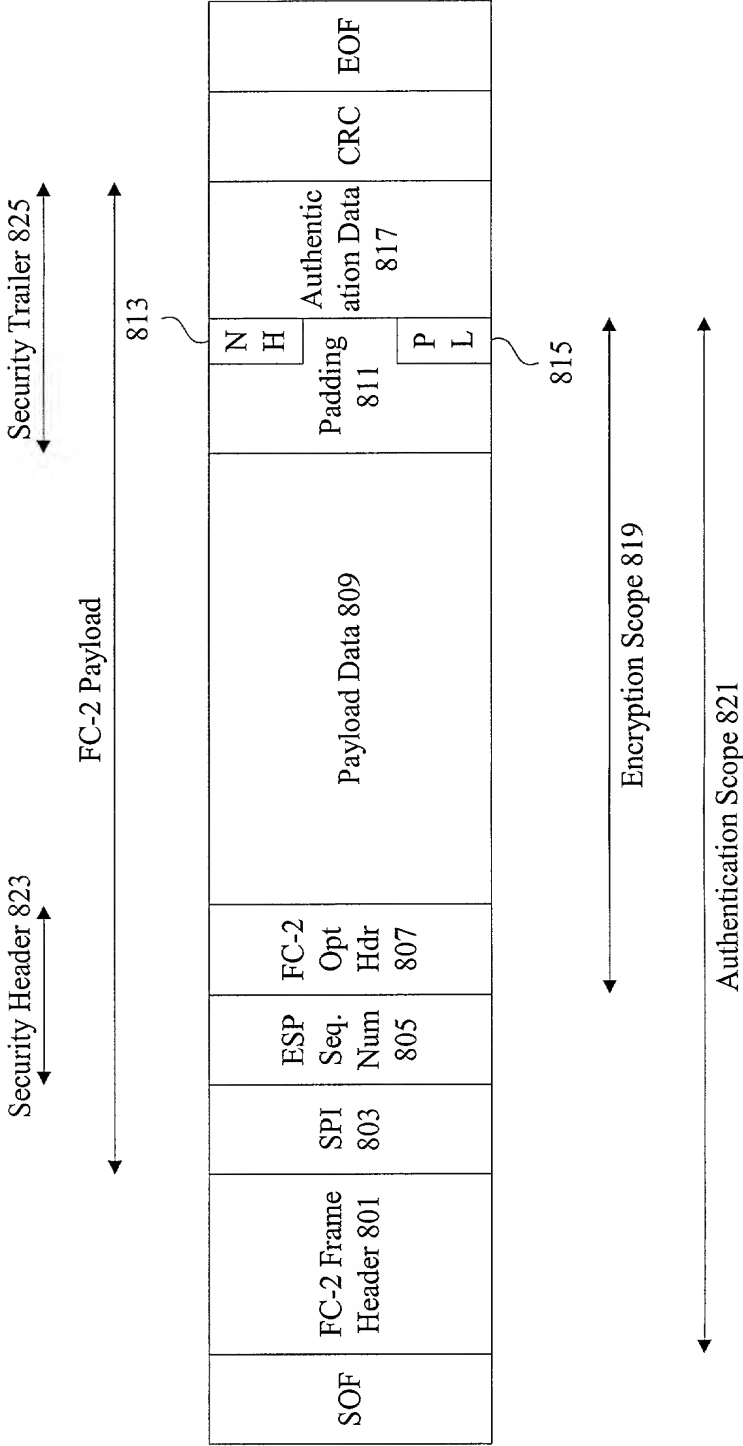 Security Header 823
Security Trailer 825
FC-2 Payload
813
SOF
FC-2 Frame
Header 801
SPI
803
ESP
Seq.
Num
805
FC-2
Opt
Hdr
807
Payload Data 809
Padding
811
N
H
P
L
Authentic
ation Data
817
CRC
EOF
815
Encryption Scope 819
Authentication Scope 821